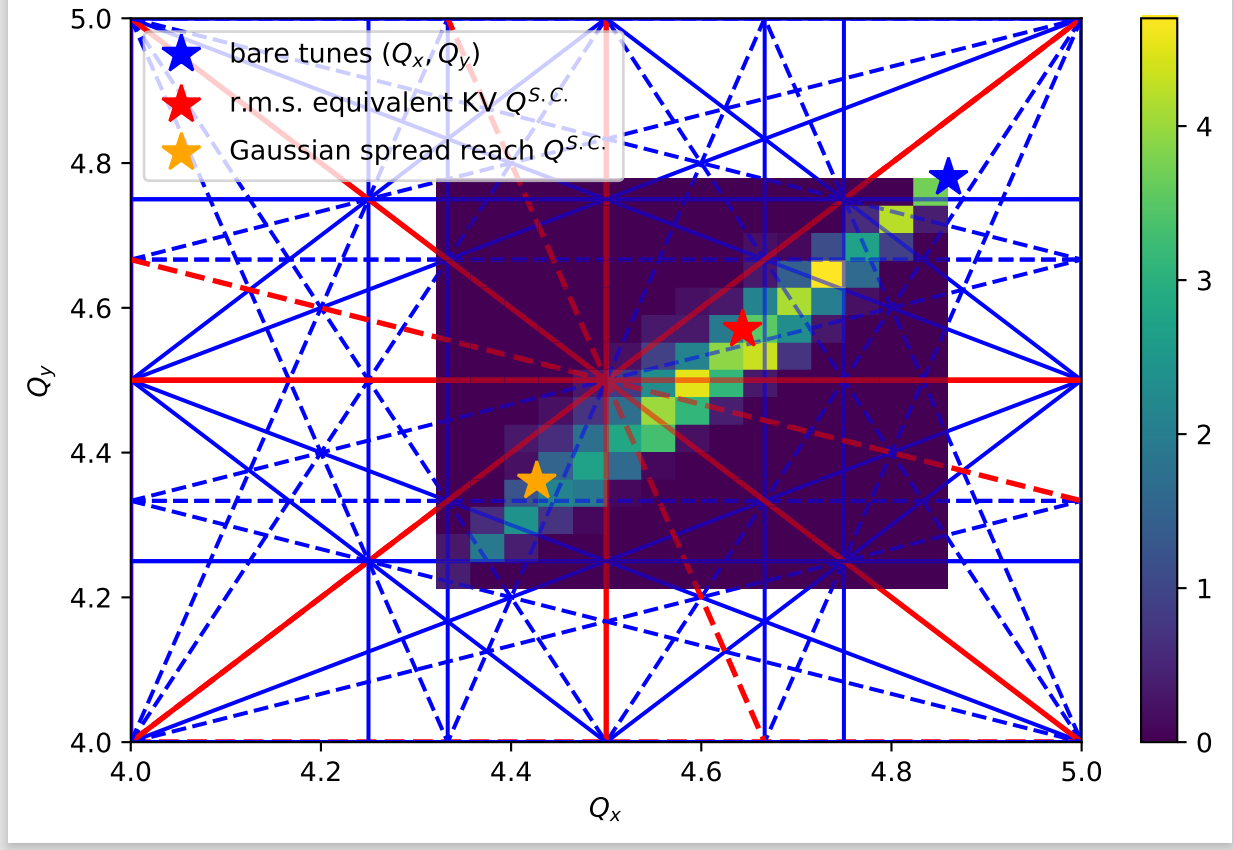 bare tunes (Qx, Qy)
r.m.s. equivalent KV Q^S.C.
Gaussian spread reach Q^S.C.
5.0
4.8
4.6
4.4
4.2
4.0
Qy
4.0 4.2 4.4 4.6 4.8 5.0
Qx
4
3
2
1
0